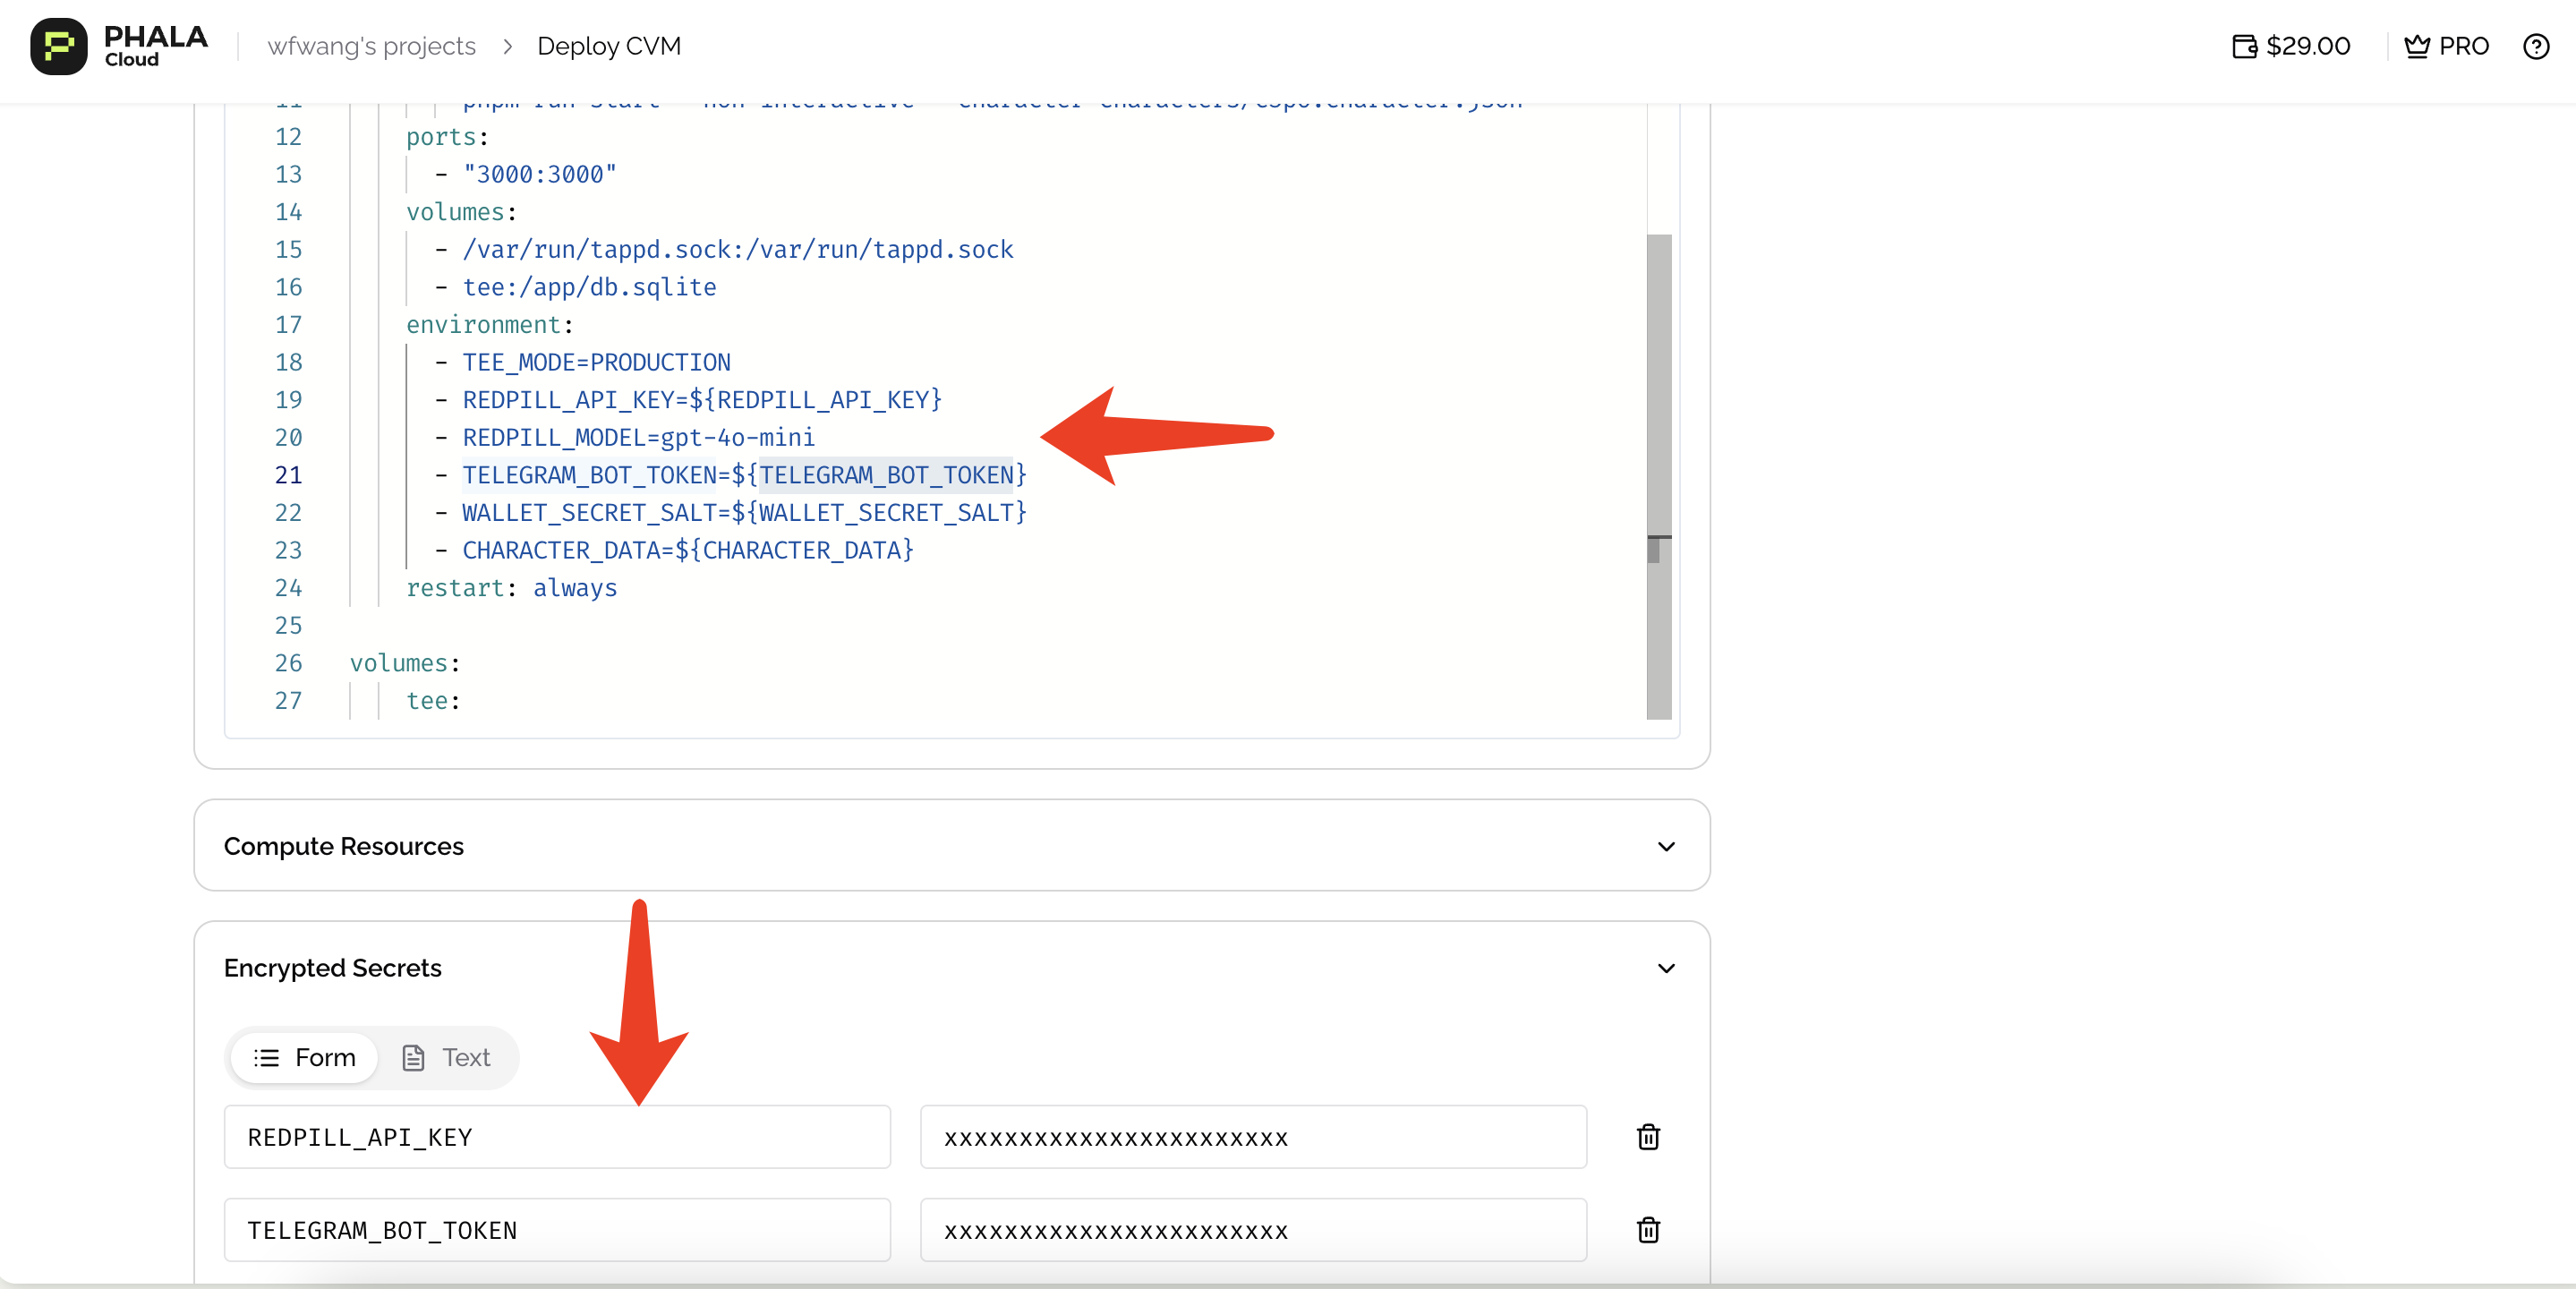 PHALA
Cloud
wfwang's projects > Deploy CVM
$29.00
PRO
12 ports:
13 - "3000:3000"
14 volumes:
15 - /var/run/tappd.sock:/var/run/tappd.sock
16 - tee:/app/db.sqlite
17 environment:
18 - TEE_MODE=PRODUCTION
19 - REDPILL_API_KEY=${REDPILL_API_KEY}
20 - REDPILL_MODEL=gpt-4o-mini
21 - TELEGRAM_BOT_TOKEN=${TELEGRAM_BOT_TOKEN}
22 - WALLET_SECRET_SALT=${WALLET_SECRET_SALT}
23 - CHARACTER_DATA=${CHARACTER_DATA}
24 restart: always
25
26 volumes:
27 tee:
Compute Resources
Encrypted Secrets
Form
Text
REDPILL_API_KEY
xxxxxxxxxxxxxxxxxxxxxxx
TELEGRAM_BOT_TOKEN
xxxxxxxxxxxxxxxxxxxxxxx